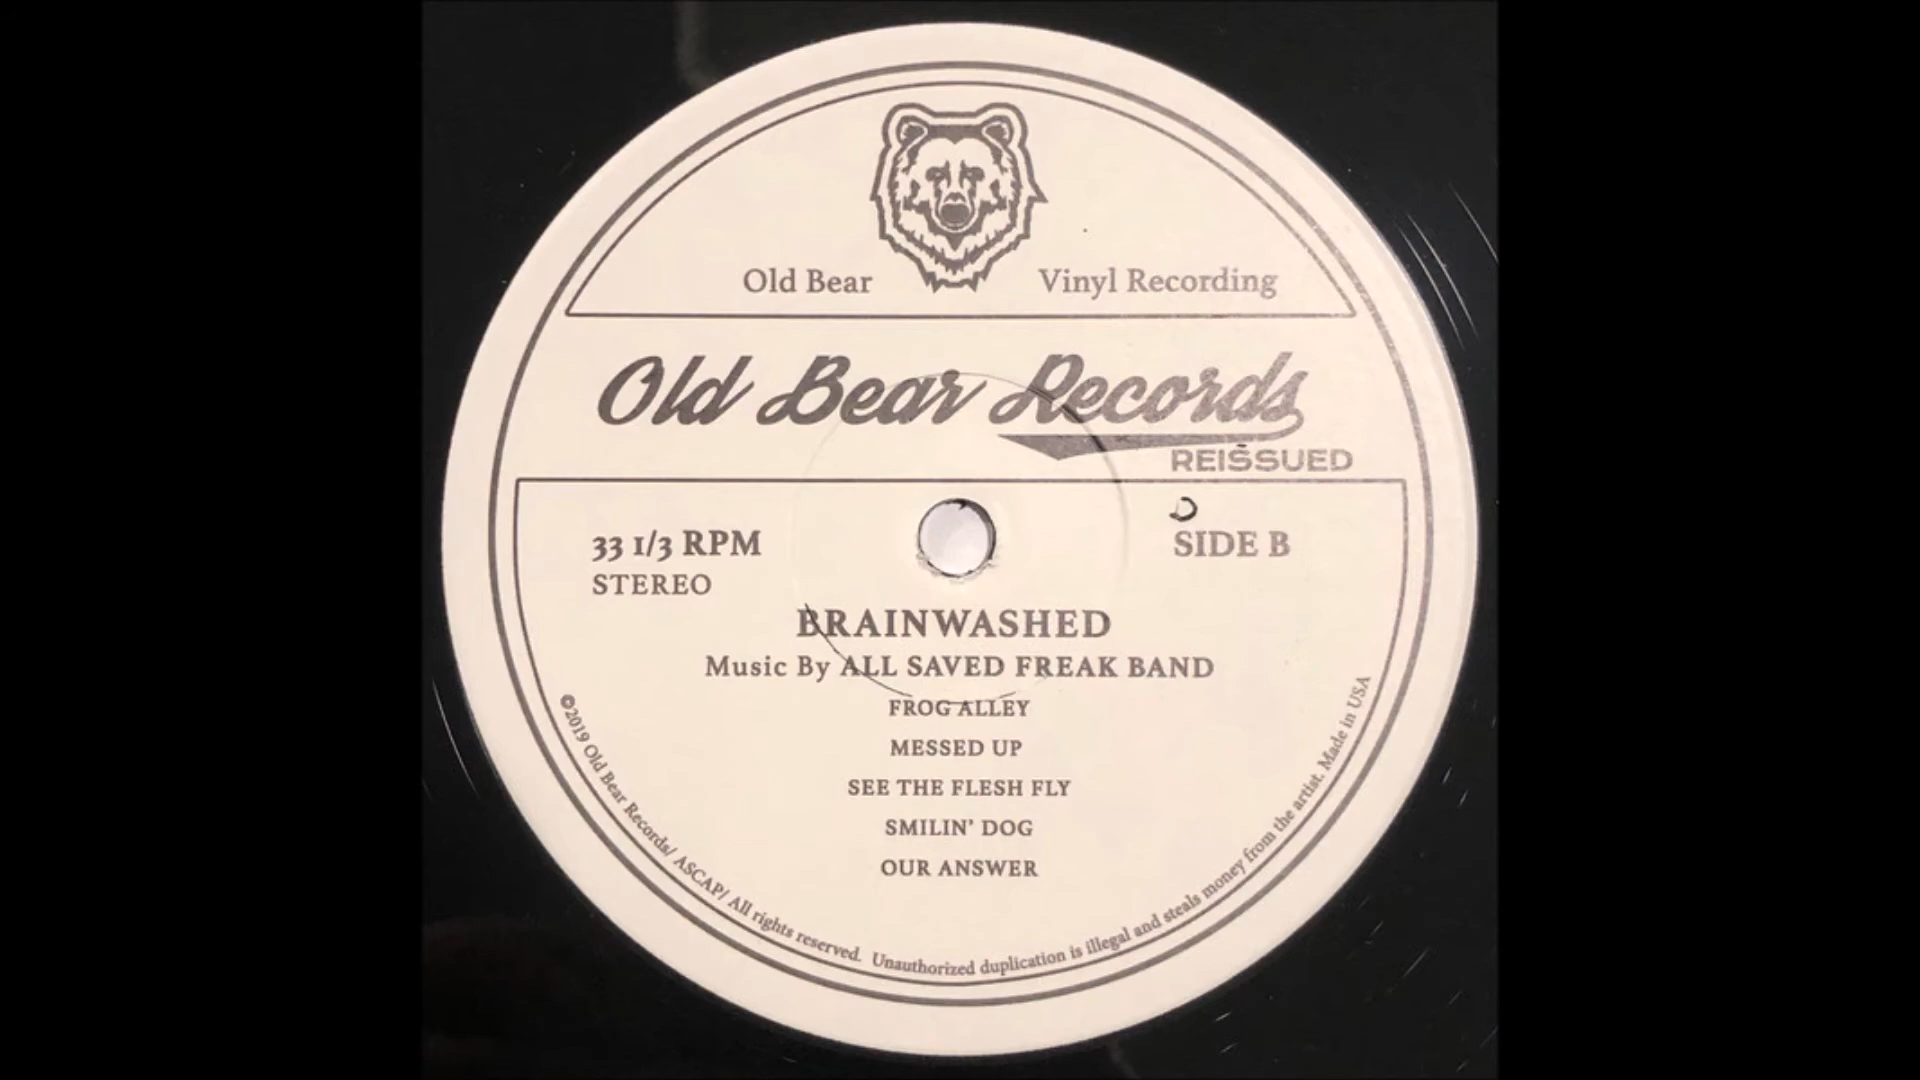 Old Bear Vinyl Recording
Old Bear Records
REISSUED
33 1/3 RPM
SIDE B
STEREO
BRAINWASHED
Music By ALL SAVED FREAK BAND
FROG ALLEY
MESSED UP
SEE THE FLESH FLY
SMILIN' DOG
OUR ANSWER
©2019 Old Bear Records/ ASCAP/ All rights reserved. Unauthorized duplication is illegal and steals money from the artist. Made in USA